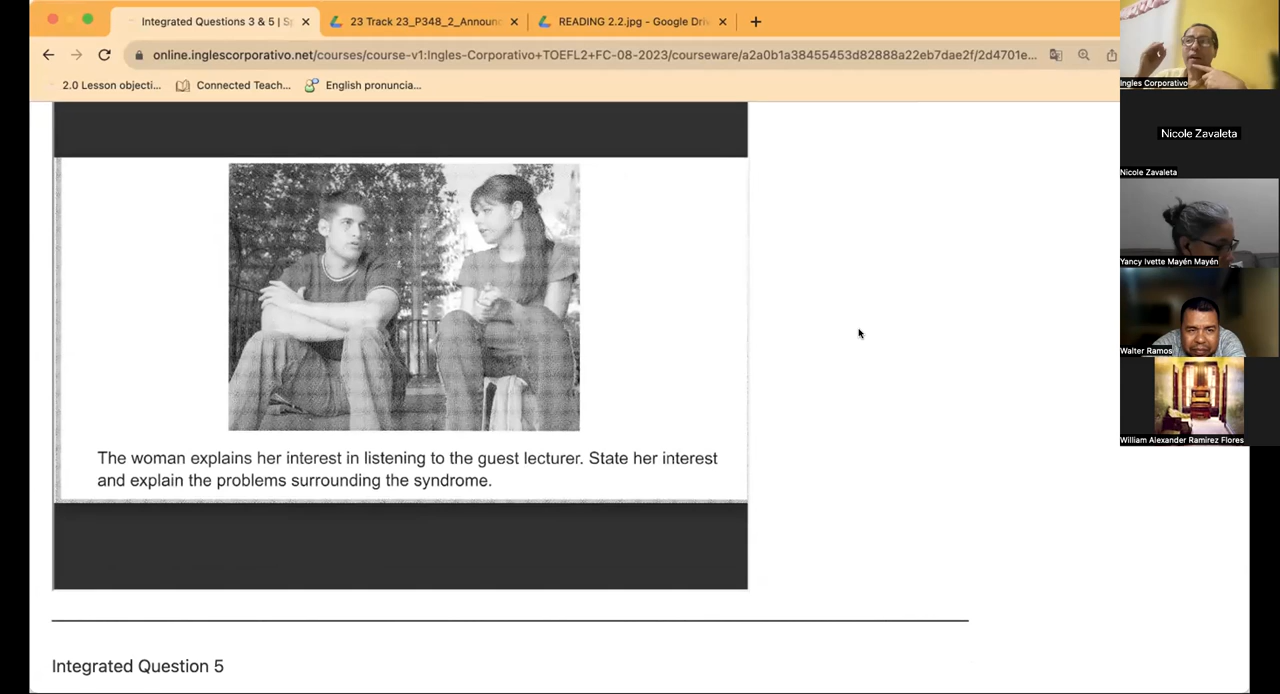 Integrated Questions 3 & 5 | Sp
23 Track 23_P348_2_Announc
READING 2.2.jpg - Google Driv
online.inglescorporativo.net/courses/course-v1:Ingles-Corporativo+TOEFL2+FC-08-2023/courseware/a2a0b1a38455453d82888a22eb7dae2f/2d4701e...
2.0 Lesson objecti...
Connected Teach...
English pronuncia...
The woman explains her interest in listening to the guest lecturer. State her interest
and explain the problems surrounding the syndrome.
Integrated Question 5
Ingles Corporativo
Nicole Zavaleta
Nicole Zavaleta
Yancy Ivette Mayén Mayén
Walter Ramos
William Alexander Ramirez Flores